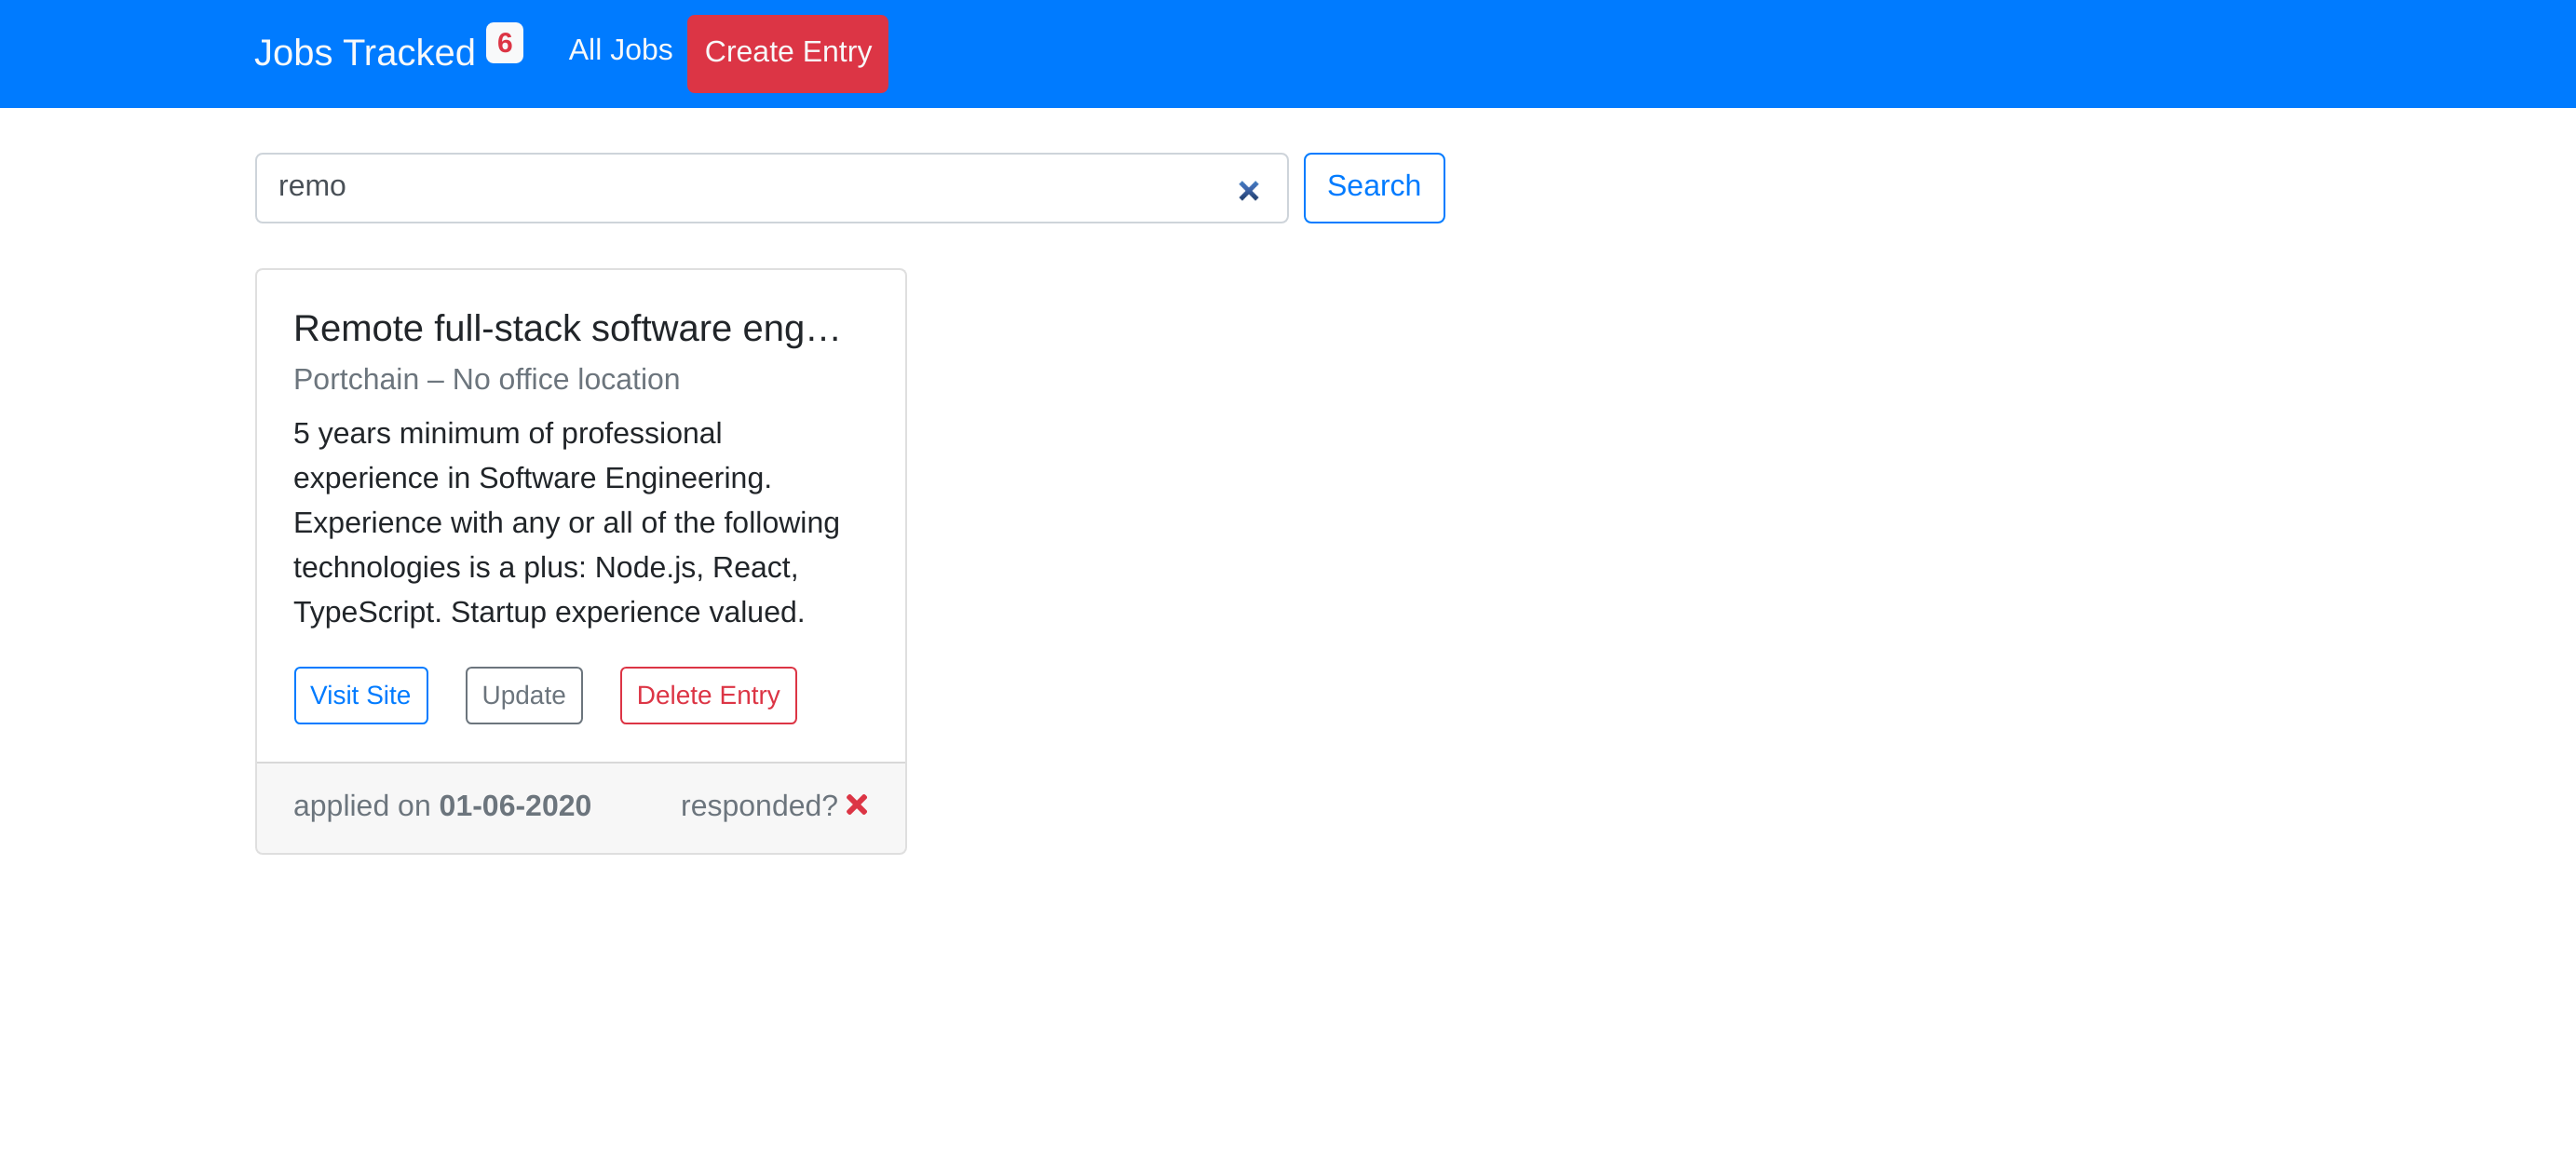 Jobs Tracked 6 All Jobs Create Entry
remo Search
Remote full-stack software eng…
Portchain – No office location
5 years minimum of professional
experience in Software Engineering.
Experience with any or all of the following
technologies is a plus: Node.js, React,
TypeScript. Startup experience valued.
Visit Site Update Delete Entry
applied on 01-06-2020 responded?